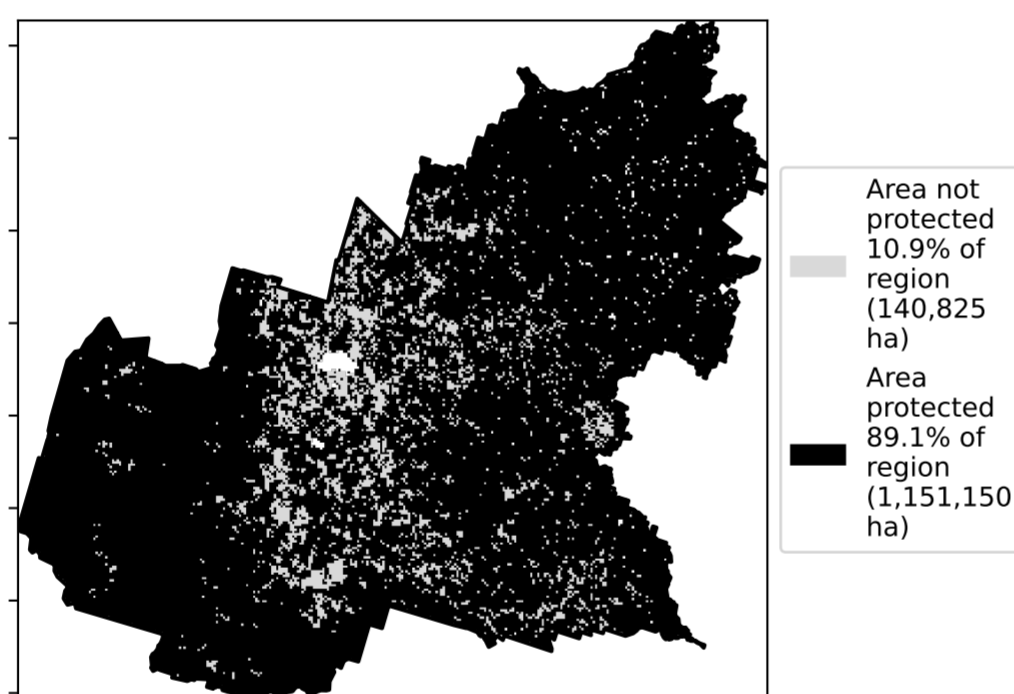 Area not
protected
10.9% of
region
(140,825
ha)
Area
protected
89.1% of
region
(1,151,150
ha)